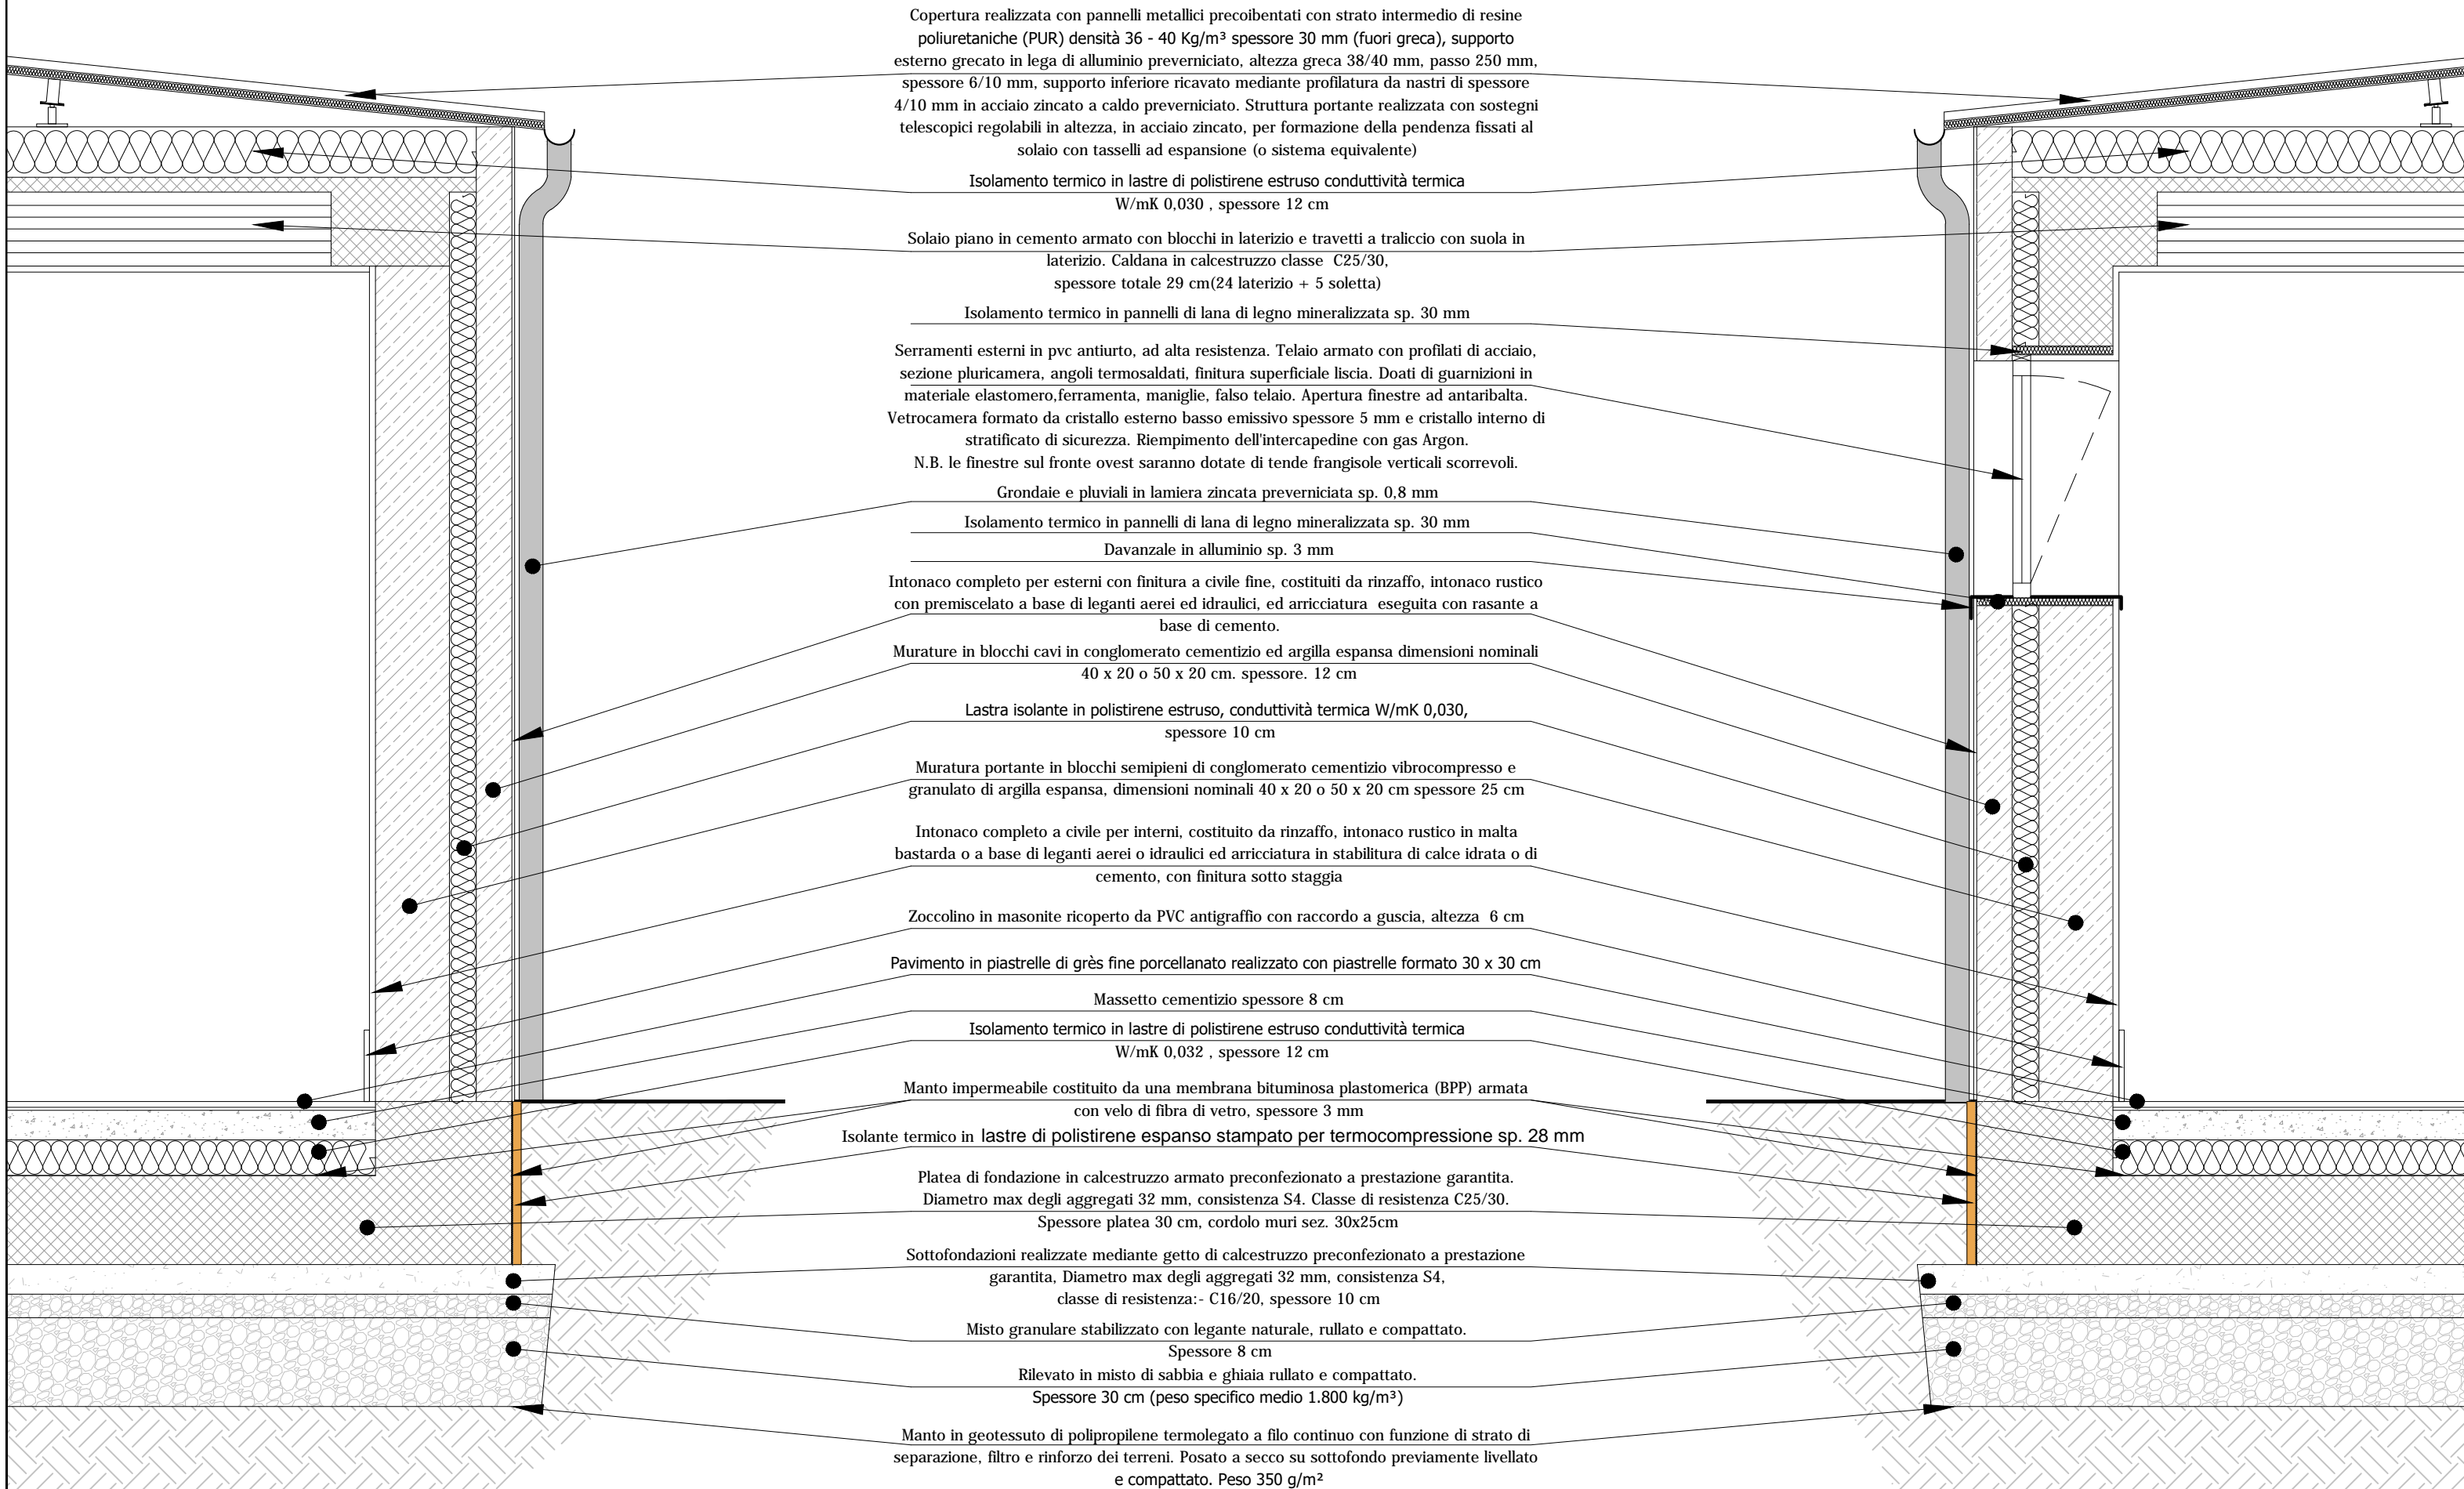 Copertura realizzata con pannelli metallici precoibentati con strato intermedio di resine
poliuretaniche (PUR) densità 36 - 40 Kg/m³ spessore 30 mm (fuori greca), supporto
esterno grecato in lega di alluminio preverniciato, altezza greca 38/40 mm, passo 250 mm,
spessore 6/10 mm, supporto inferiore ricavato mediante profilatura da nastri di spessore
4/10 mm in acciaio zincato a caldo preverniciato. Struttura portante realizzata con sostegni
telescopici regolabili in altezza, in acciaio zincato, per formazione della pendenza fissati al
solaio con tasselli ad espansione (o sistema equivalente)
Isolamento termico in lastre di polistirene estruso conduttività termica
W/mK 0,030 , spessore 12 cm
Solaio piano in cemento armato con blocchi in laterizio e travetti a traliccio con suola in
laterizio. Caldana in calcestruzzo classe  C25/30,
spessore totale 29 cm(24 laterizio + 5 soletta)
Isolamento termico in pannelli di lana di legno mineralizzata sp. 30 mm
Serramenti esterni in pvc antiurto, ad alta resistenza. Telaio armato con profilati di acciaio,
sezione pluricamera, angoli termosaldati, finitura superficiale liscia. Doati di guarnizioni in
materiale elastomero,ferramenta, maniglie, falso telaio. Apertura finestre ad antaribalta.
Vetrocamera formato da cristallo esterno basso emissivo spessore 5 mm e cristallo interno di
stratificato di sicurezza. Riempimento dell'intercapedine con gas Argon.
N.B. le finestre sul fronte ovest saranno dotate di tende frangisole verticali scorrevoli.
Grondaie e pluviali in lamiera zincata preverniciata sp. 0,8 mm
Isolamento termico in pannelli di lana di legno mineralizzata sp. 30 mm
Davanzale in alluminio sp. 3 mm
Intonaco completo per esterni con finitura a civile fine, costituiti da rinzaffo, intonaco rustico
con premiscelato a base di leganti aerei ed idraulici, ed arricciatura  eseguita con rasante a
base di cemento.
Murature in blocchi cavi in conglomerato cementizio ed argilla espansa dimensioni nominali
40 x 20 o 50 x 20 cm. spessore. 12 cm
Lastra isolante in polistirene estruso, conduttività termica W/mK 0,030,
spessore 10 cm
Muratura portante in blocchi semipieni di conglomerato cementizio vibrocompresso e
granulato di argilla espansa, dimensioni nominali 40 x 20 o 50 x 20 cm spessore 25 cm
Intonaco completo a civile per interni, costituito da rinzaffo, intonaco rustico in malta
bastarda o a base di leganti aerei o idraulici ed arricciatura in stabilitura di calce idrata o di
cemento, con finitura sotto staggia
Zoccolino in masonite ricoperto da PVC antigraffio con raccordo a guscia, altezza  6 cm
Pavimento in piastrelle di grès fine porcellanato realizzato con piastrelle formato 30 x 30 cm
Massetto cementizio spessore 8 cm
Isolamento termico in lastre di polistirene estruso conduttività termica
W/mK 0,032 , spessore 12 cm
Manto impermeabile costituito da una membrana bituminosa plastomerica (BPP) armata
con velo di fibra di vetro, spessore 3 mm
Isolante termico in lastre di polistirene espanso stampato per termocompressione sp. 28 mm
Platea di fondazione in calcestruzzo armato preconfezionato a prestazione garantita.
Diametro max degli aggregati 32 mm, consistenza S4. Classe di resistenza C25/30.
Spessore platea 30 cm, cordolo muri sez. 30x25cm
Sottofondazioni realizzate mediante getto di calcestruzzo preconfezionato a prestazione
garantita, Diametro max degli aggregati 32 mm, consistenza S4,
classe di resistenza:- C16/20, spessore 10 cm
Misto granulare stabilizzato con legante naturale, rullato e compattato.
Spessore 8 cm
Rilevato in misto di sabbia e ghiaia rullato e compattato.
Spessore 30 cm (peso specifico medio 1.800 kg/m³)
Manto in geotessuto di polipropilene termolegato a filo continuo con funzione di strato di
separazione, filtro e rinforzo dei terreni. Posato a secco su sottofondo previamente livellato
e compattato. Peso 350 g/m²